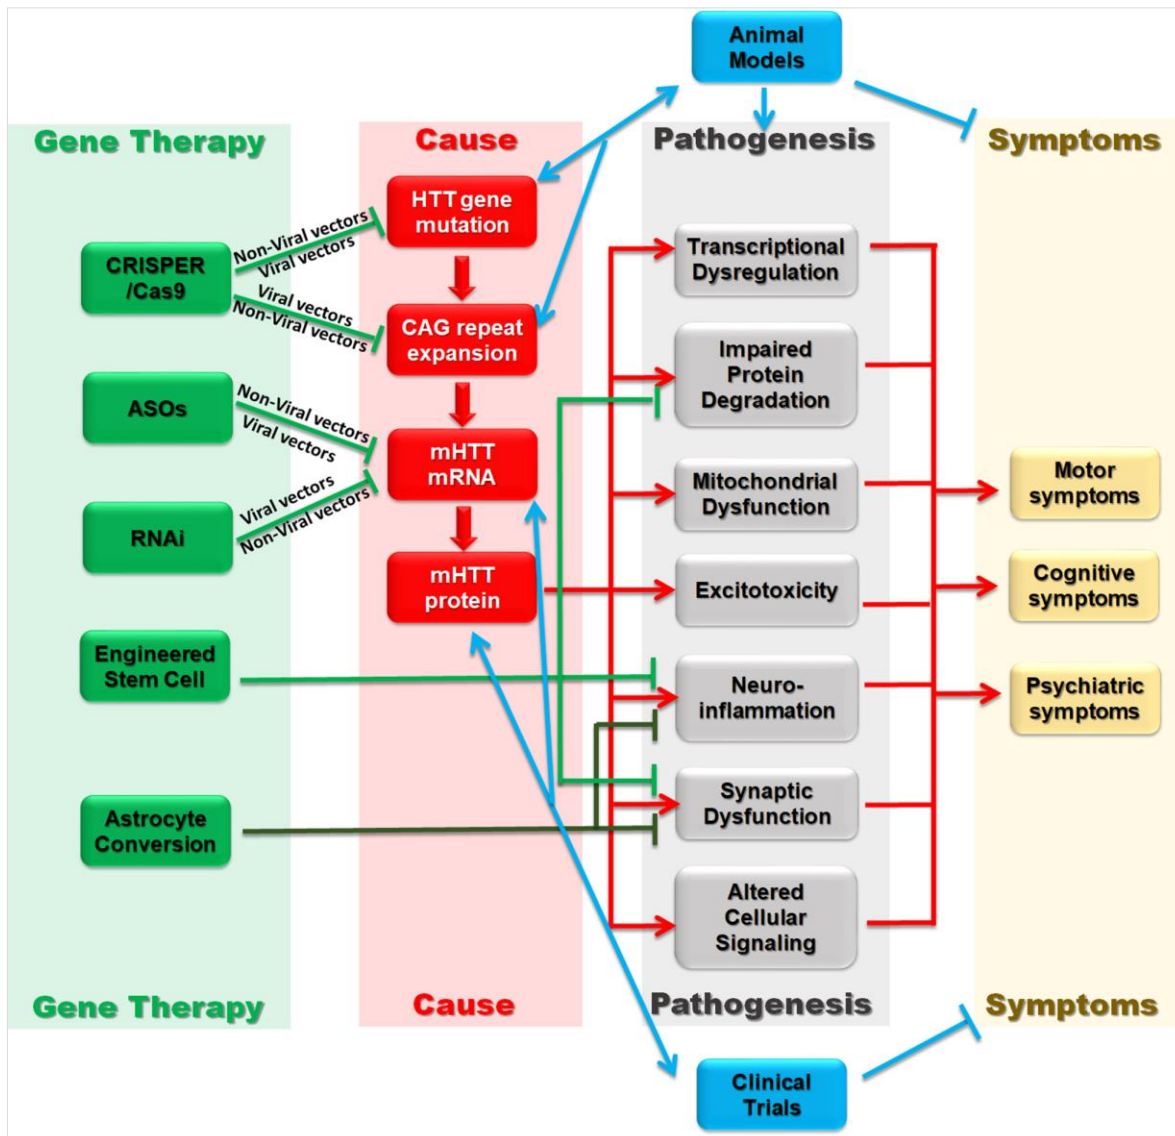 Animal
Models
Gene Therapy
Cause
Pathogenesis
Symptoms
CRISPER
/Cas9
Non-Viral vectors
Viral vectors
Viral vectors
Non-Viral vectors
ASOs
Non-Viral vectors
Viral vectors
RNAi
Viral vectors
Non-Viral vectors
Engineered
Stem Cell
Astrocyte
Conversion
HTT gene
mutation
CAG repeat
expansion
mHTT
mRNA
mHTT
protein
Transcriptional
Dysregulation
Impaired
Protein
Degradation
Mitochondrial
Dysfunction
Excitotoxicity
Neuro-
inflammation
Synaptic
Dysfunction
Altered
Cellular
Signaling
Motor
symptoms
Cognitive
symptoms
Psychiatric
symptoms
Gene Therapy
Cause
Pathogenesis
Symptoms
Clinical
Trials